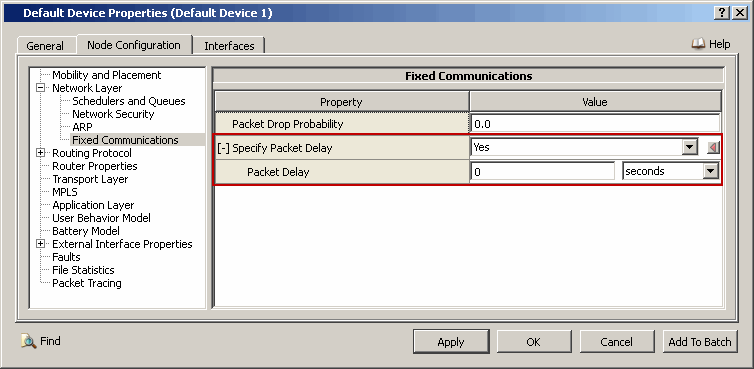 Default Device Properties (Default Device 1)
General
Node Configuration
Interfaces
Help
Mobility and Placement
Network Layer
Schedulers and Queues
Network Security
ARP
Fixed Communications
Routing Protocol
Router Properties
Transport Layer
MPLS
Application Layer
User Behavior Model
Battery Model
External Interface Properties
Faults
File Statistics
Packet Tracing
Fixed Communications
Property Value
Packet Drop Probability 0.0
[-] Specify Packet Delay Yes
Packet Delay 0 seconds
Find
Apply
OK
Cancel
Add To Batch